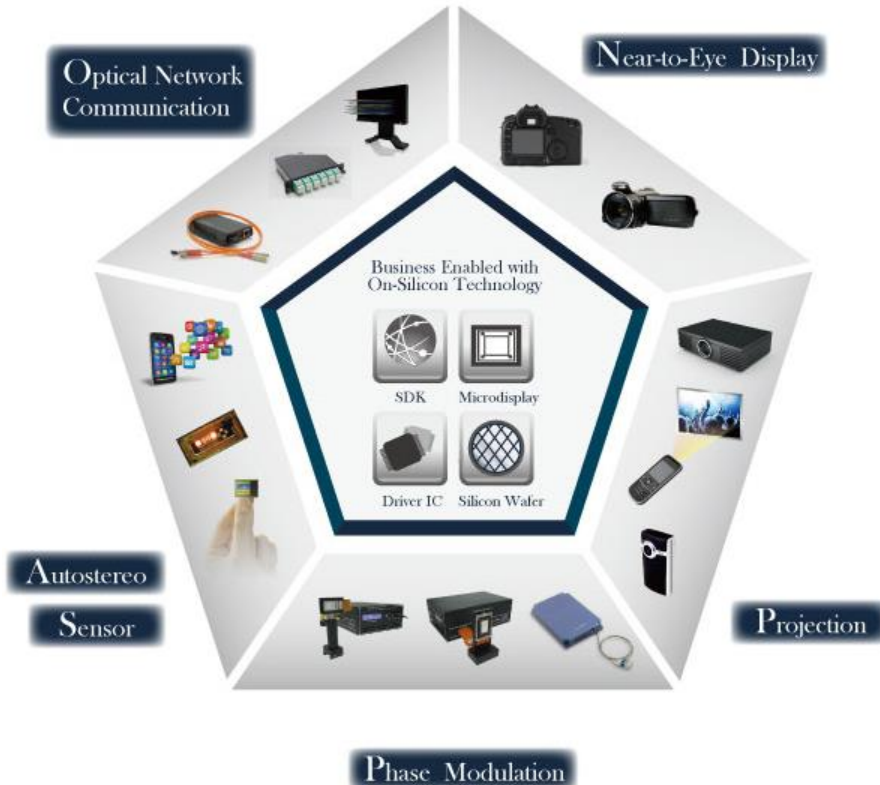 Optical Network
Communication
Near-to-Eye Display
Business Enabled with
On-Silicon Technology
SDK
Microdisplay
Driver IC
Silicon Wafer
Autostereo
Sensor
Projection
Phase Modulation